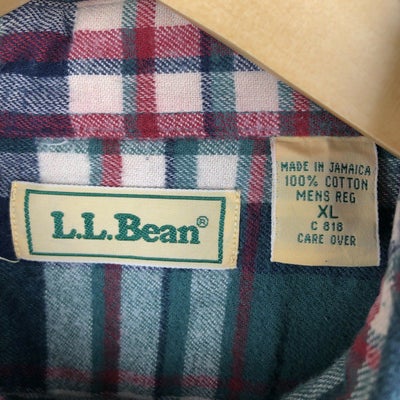 L.L.Bean®
MADE IN JAMAICA
100% COTTON
MENS REG
XL
C 818
CARE OVER